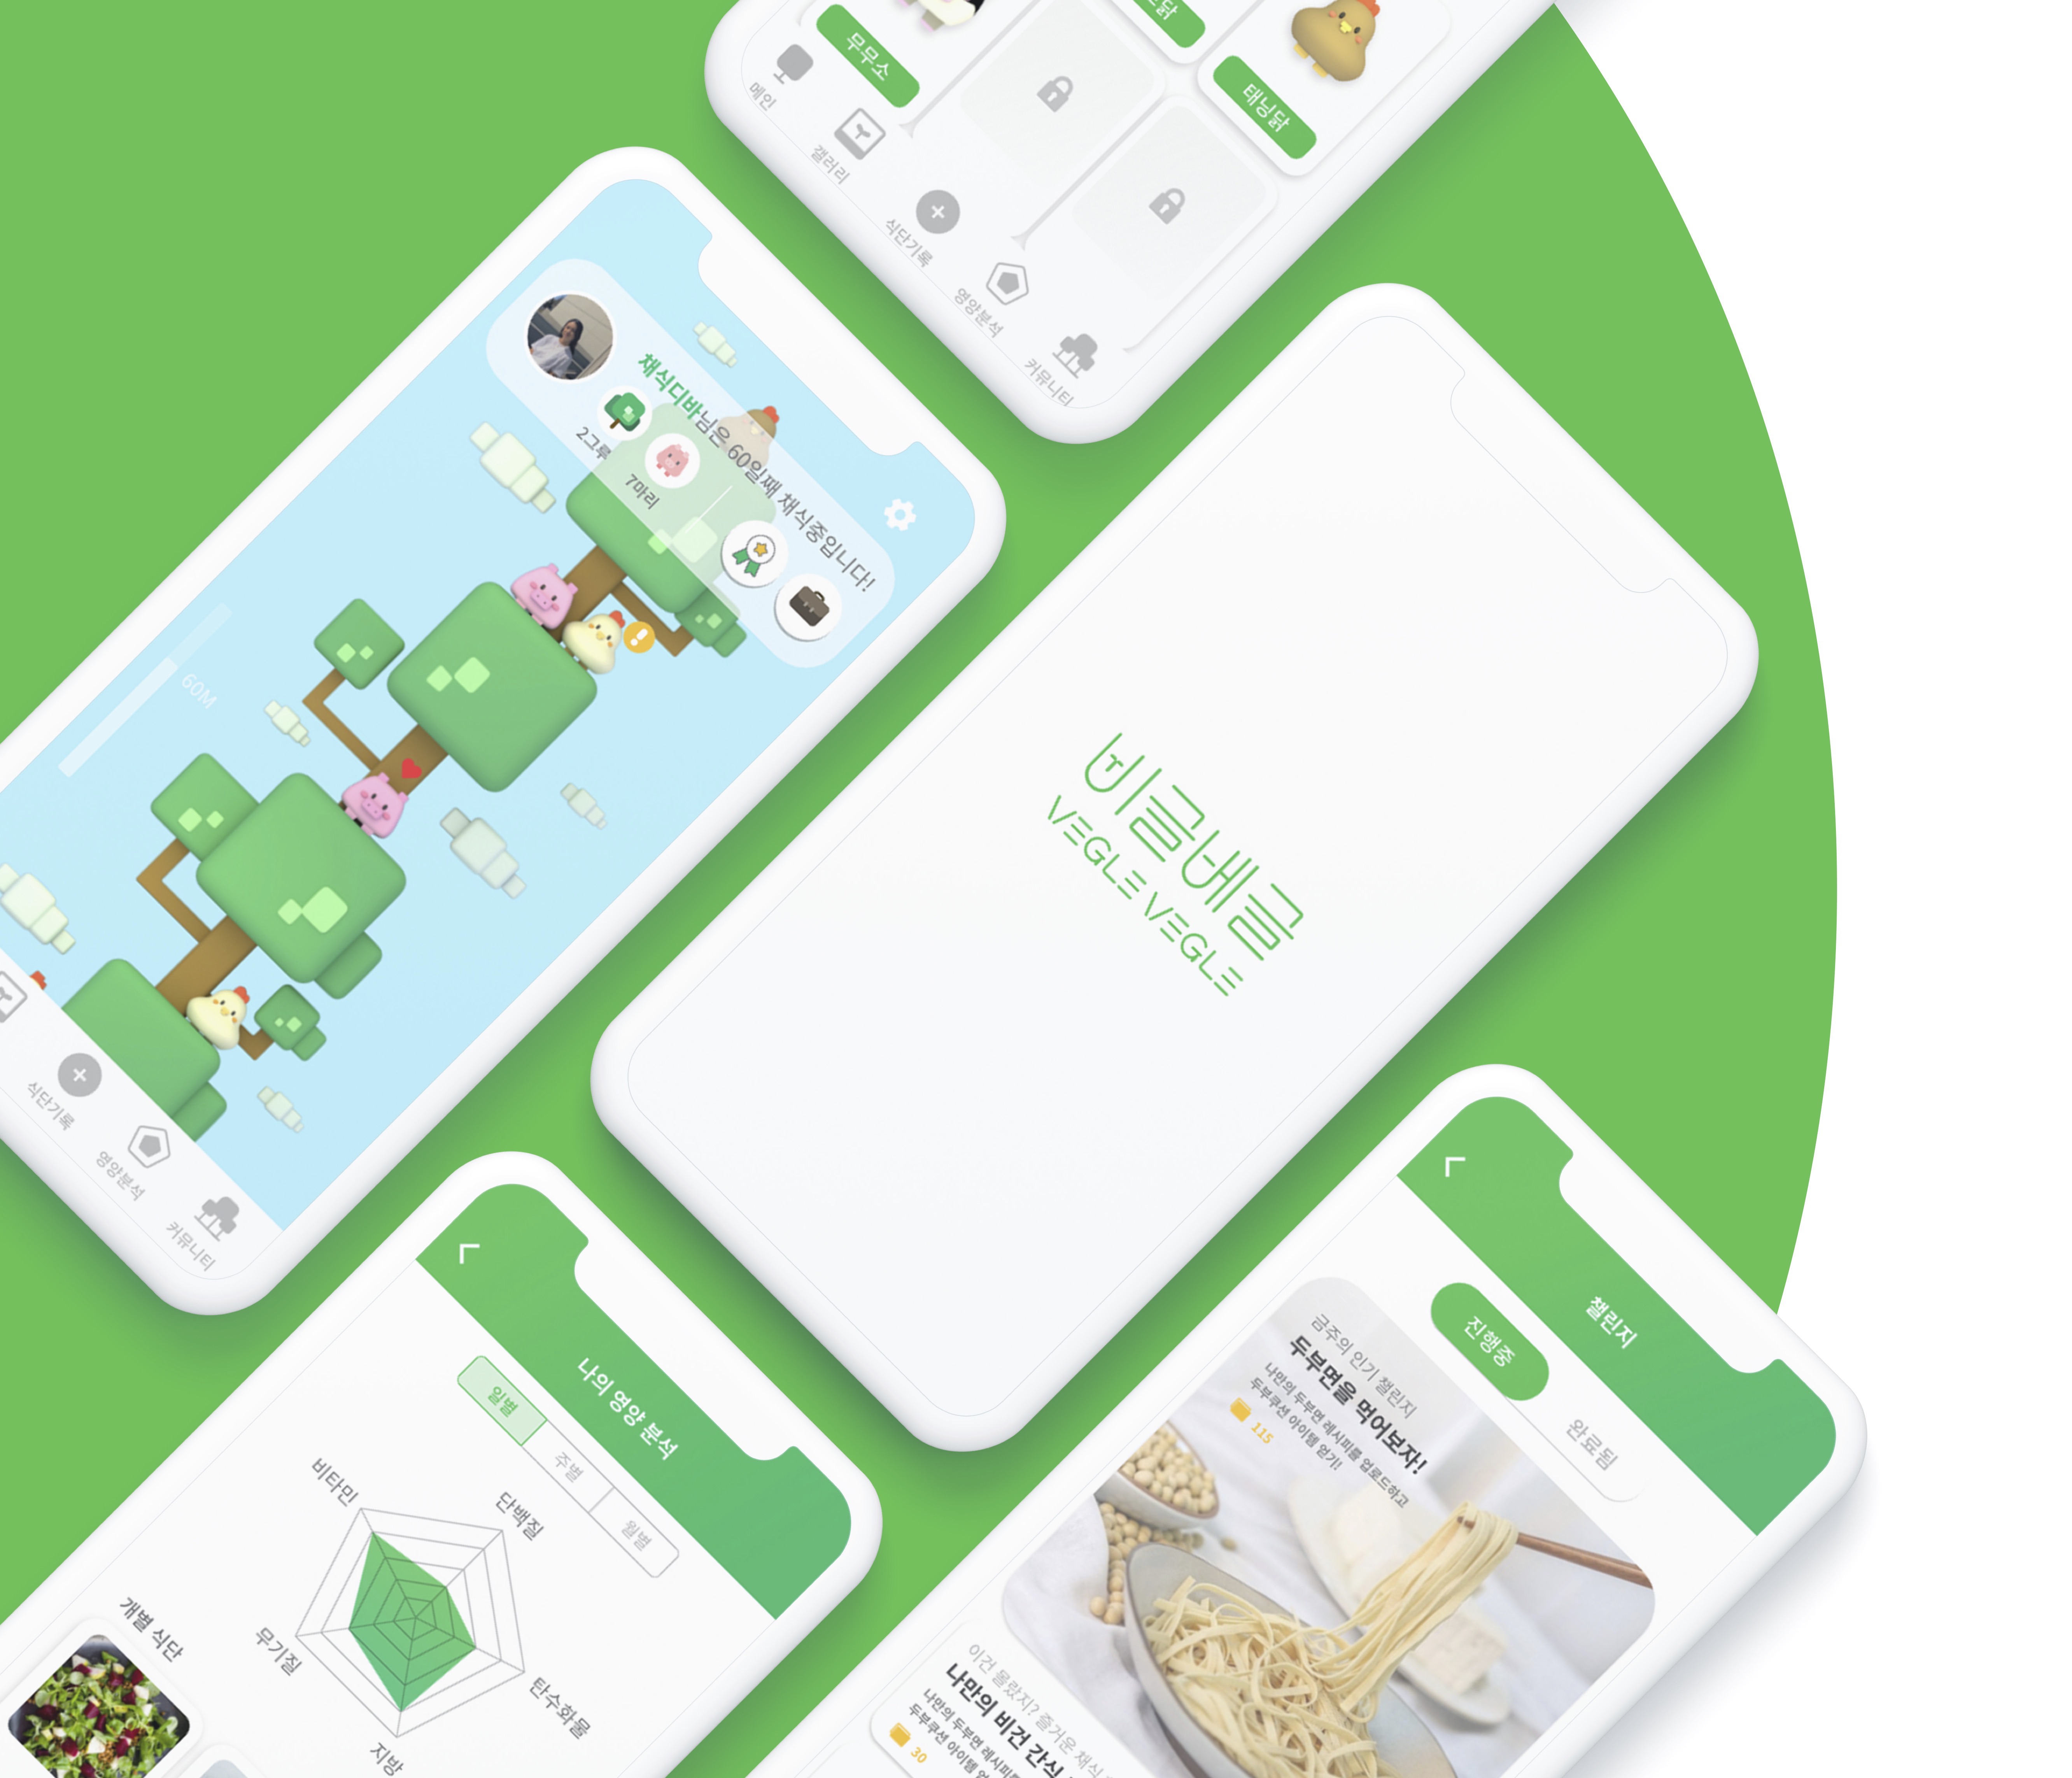 무무소
태닝닭
메인
갤러리
식단기록
영양분석
커뮤니티
채식디바님은 60일째 채식중입니다!
2그루
7마리
60M
식단기록
영양분석
커뮤니티
비글베글
VEGLE VEGLE
나의 영양 분석
일별
주별
월별
비타민
단백질
무기질
탄수화물
지방
개별 식단
챌린지
진행중
완료됨
금주의 인기 챌린지
두부면을 먹어보자!
나만의 두부면 레시피를 업로드하고
두부쿠션 아이템 얻기!
115
이건 몰랐지? 즐거운 채식
나만의 비건 간식
나만의 두부면 레시피를
두부쿠션 아이템
30